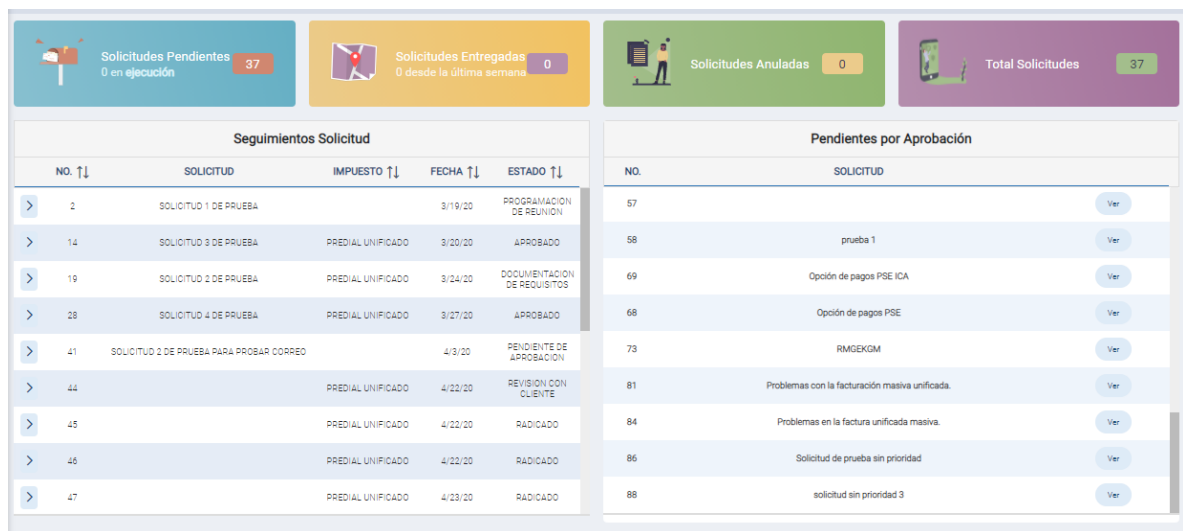 Solicitudes Pendientes 37
0 en ejecución
Solicitudes Entregadas 0
0 desde la última semana
Solicitudes Anuladas 0
Total Solicitudes 37
Seguimientos Solicitud
NO. SOLICITUD IMPUESTO FECHA ESTADO
2 SOLICITUD 1 DE PRUEBA 3/19/20 PROGRAMACION
DE REUNION
14 SOLICITUD 3 DE PRUEBA PREDIAL UNIFICADO 3/20/20 APROBADO
19 SOLICITUD 2 DE PRUEBA PREDIAL UNIFICADO 3/24/20 DOCUMENTACION
DE REQUISITOS
28 SOLICITUD 4 DE PRUEBA PREDIAL UNIFICADO 3/27/20 APROBADO
41 SOLICITUD 2 DE PRUEBA PARA PROBAR CORREO 4/3/20 PENDIENTE DE
APROBACION
44 PREDIAL UNIFICADO 4/22/20 REVISION CON
CLIENTE
45 PREDIAL UNIFICADO 4/22/20 RADICADO
46 PREDIAL UNIFICADO 4/22/20 RADICADO
47 PREDIAL UNIFICADO 4/23/20 RADICADO
Pendientes por Aprobación
NO. SOLICITUD
57 Ver
58 prueba 1 Ver
69 Opción de pagos PSE ICA Ver
68 Opción de pagos PSE Ver
73 RMGEKGM Ver
81 Problemas con la facturación masiva unificada. Ver
84 Problemas en la factura unificada masiva. Ver
86 Solicitud de prueba sin prioridad Ver
88 solicitud sin prioridad 3 Ver